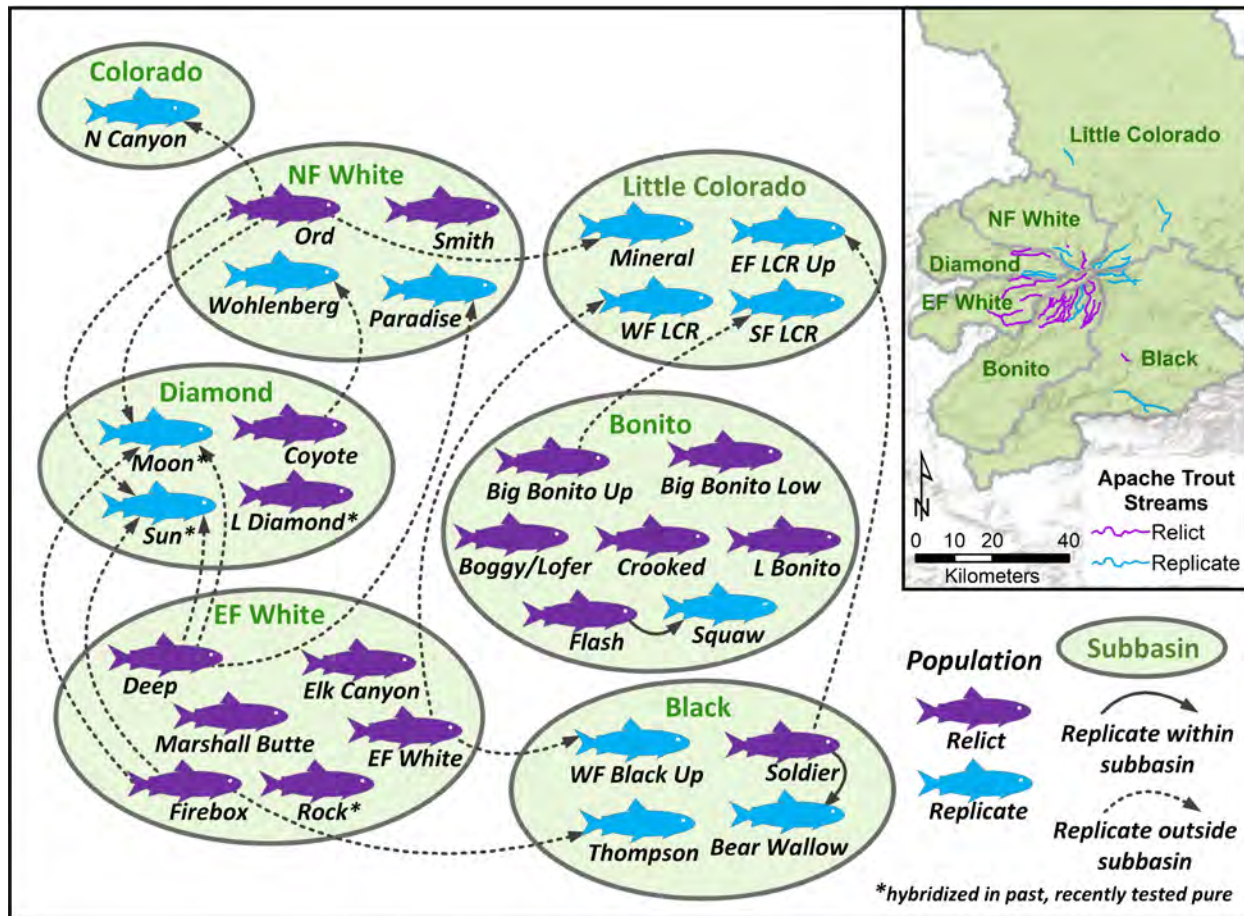 Colorado
N Canyon
NF White
Ord
Smith
Wohlenberg
Paradise
Little Colorado
Mineral
EF LCR Up
WF LCR
SF LCR
Diamond
Moon*
Coyote
Sun*
L Diamond*
Bonito
Big Bonito Up
Big Bonito Low
Boggy/Lofer
Crooked
L Bonito
Flash
Squaw
EF White
Deep
Elk Canyon
Marshall Butte
EF White
Firebox
Rock*
Black
WF Black Up
Soldier
Thompson
Bear Wallow
Little Colorado
NF White
Diamond
EF White
Bonito
Black
N
Apache Trout
Streams
Relict
Replicate
0 10 20 40
Kilometers
Population
Relict
Replicate
Subbasin
Replicate within
subbasin
Replicate outside
subbasin
*hybridized in past, recently tested pure